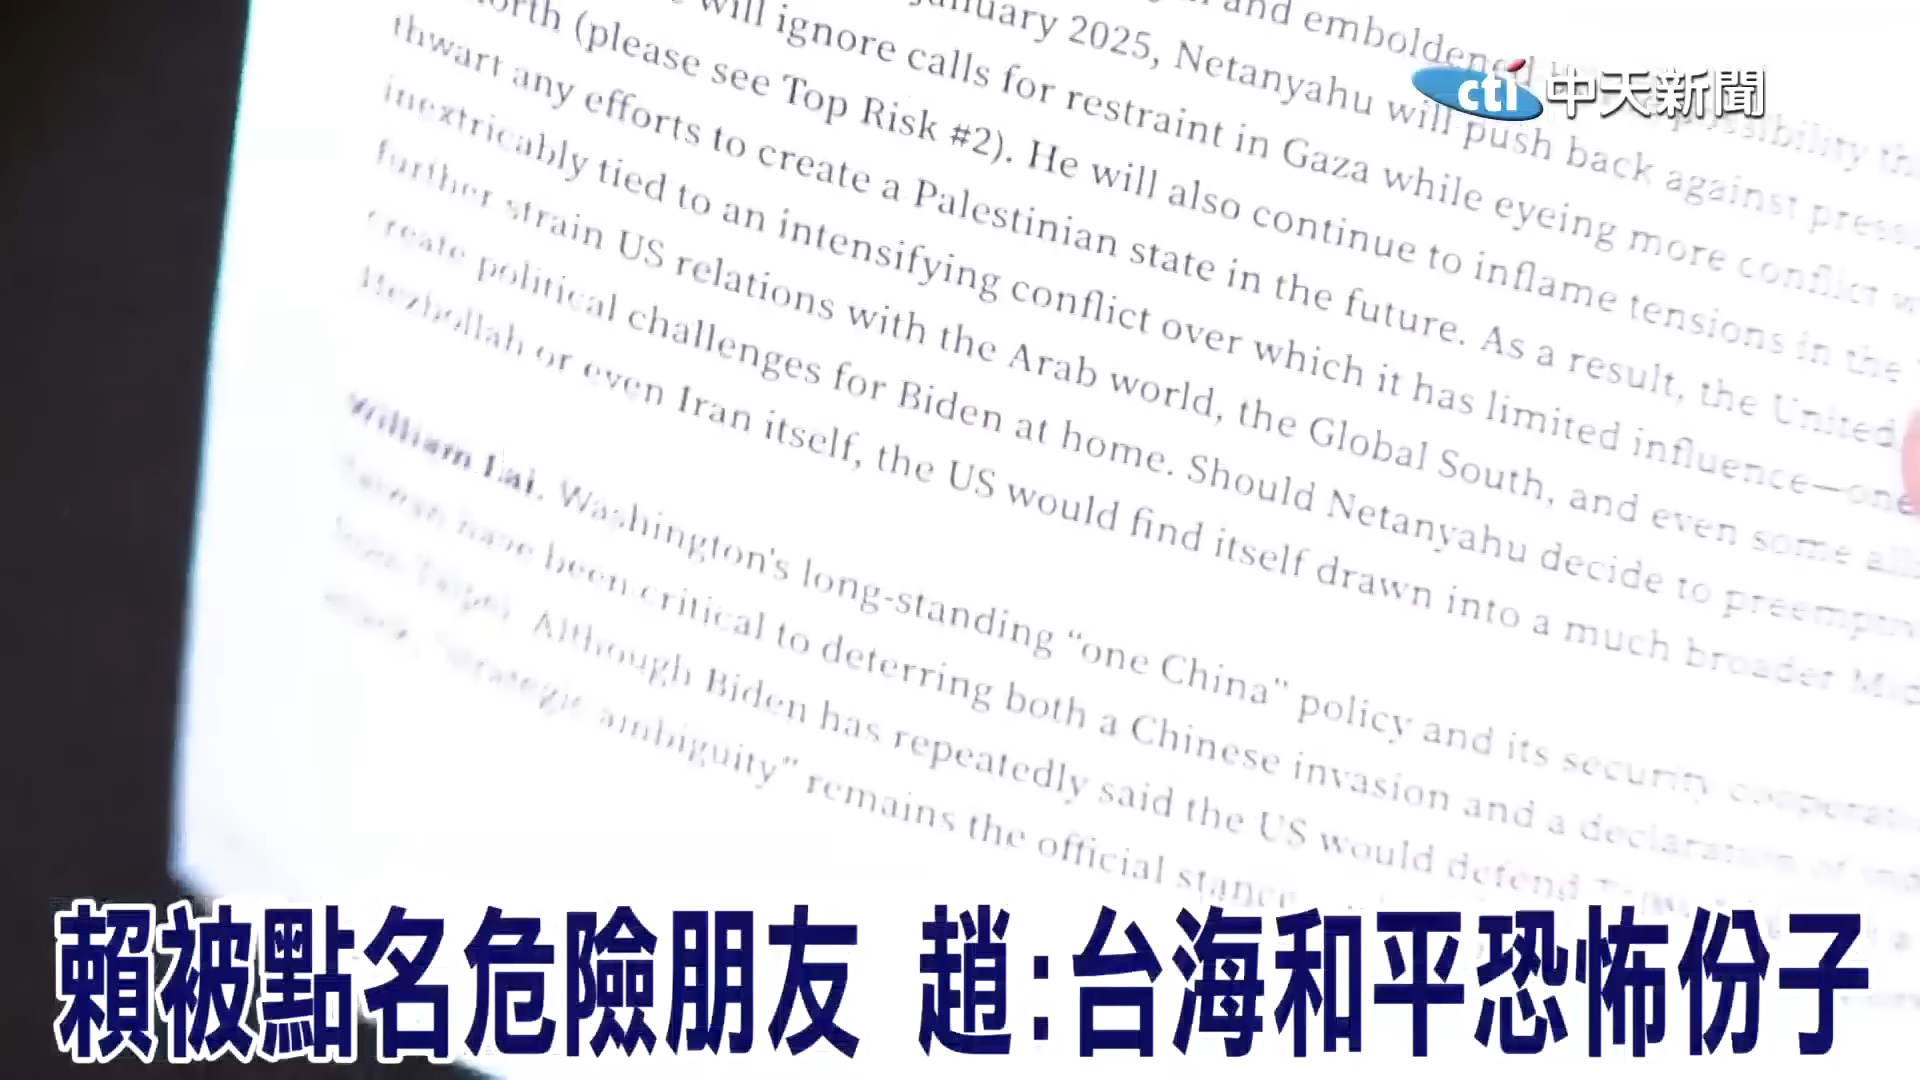 and emboldened
January 2025, Netanyahu will push back against
will ignore calls for restraint in Gaza while eyeing more conflict
(please see Top Risk #2). He will also continue to inflame tensions in the
thwart any efforts to create a Palestinian state in the future. As a result, the United
inextricably tied to an intensifying conflict over which it has limited influence—one
further strain US relations with the Arab world, the Global South, and even some
create political challenges for Biden at home. Should Netanyahu decide to
Hezbollah or even Iran itself, the US would find itself drawn into a much broader
William Lai. Washington's long-standing “one China” policy and its security
have been critical to deterring both a Chinese invasion and a declaration of
Taipei. Although Biden has repeatedly said the US would defend
“strategic ambiguity” remains the official stance
cti 中天新聞
賴被點名危險朋友 趙:台海和平恐怖份子